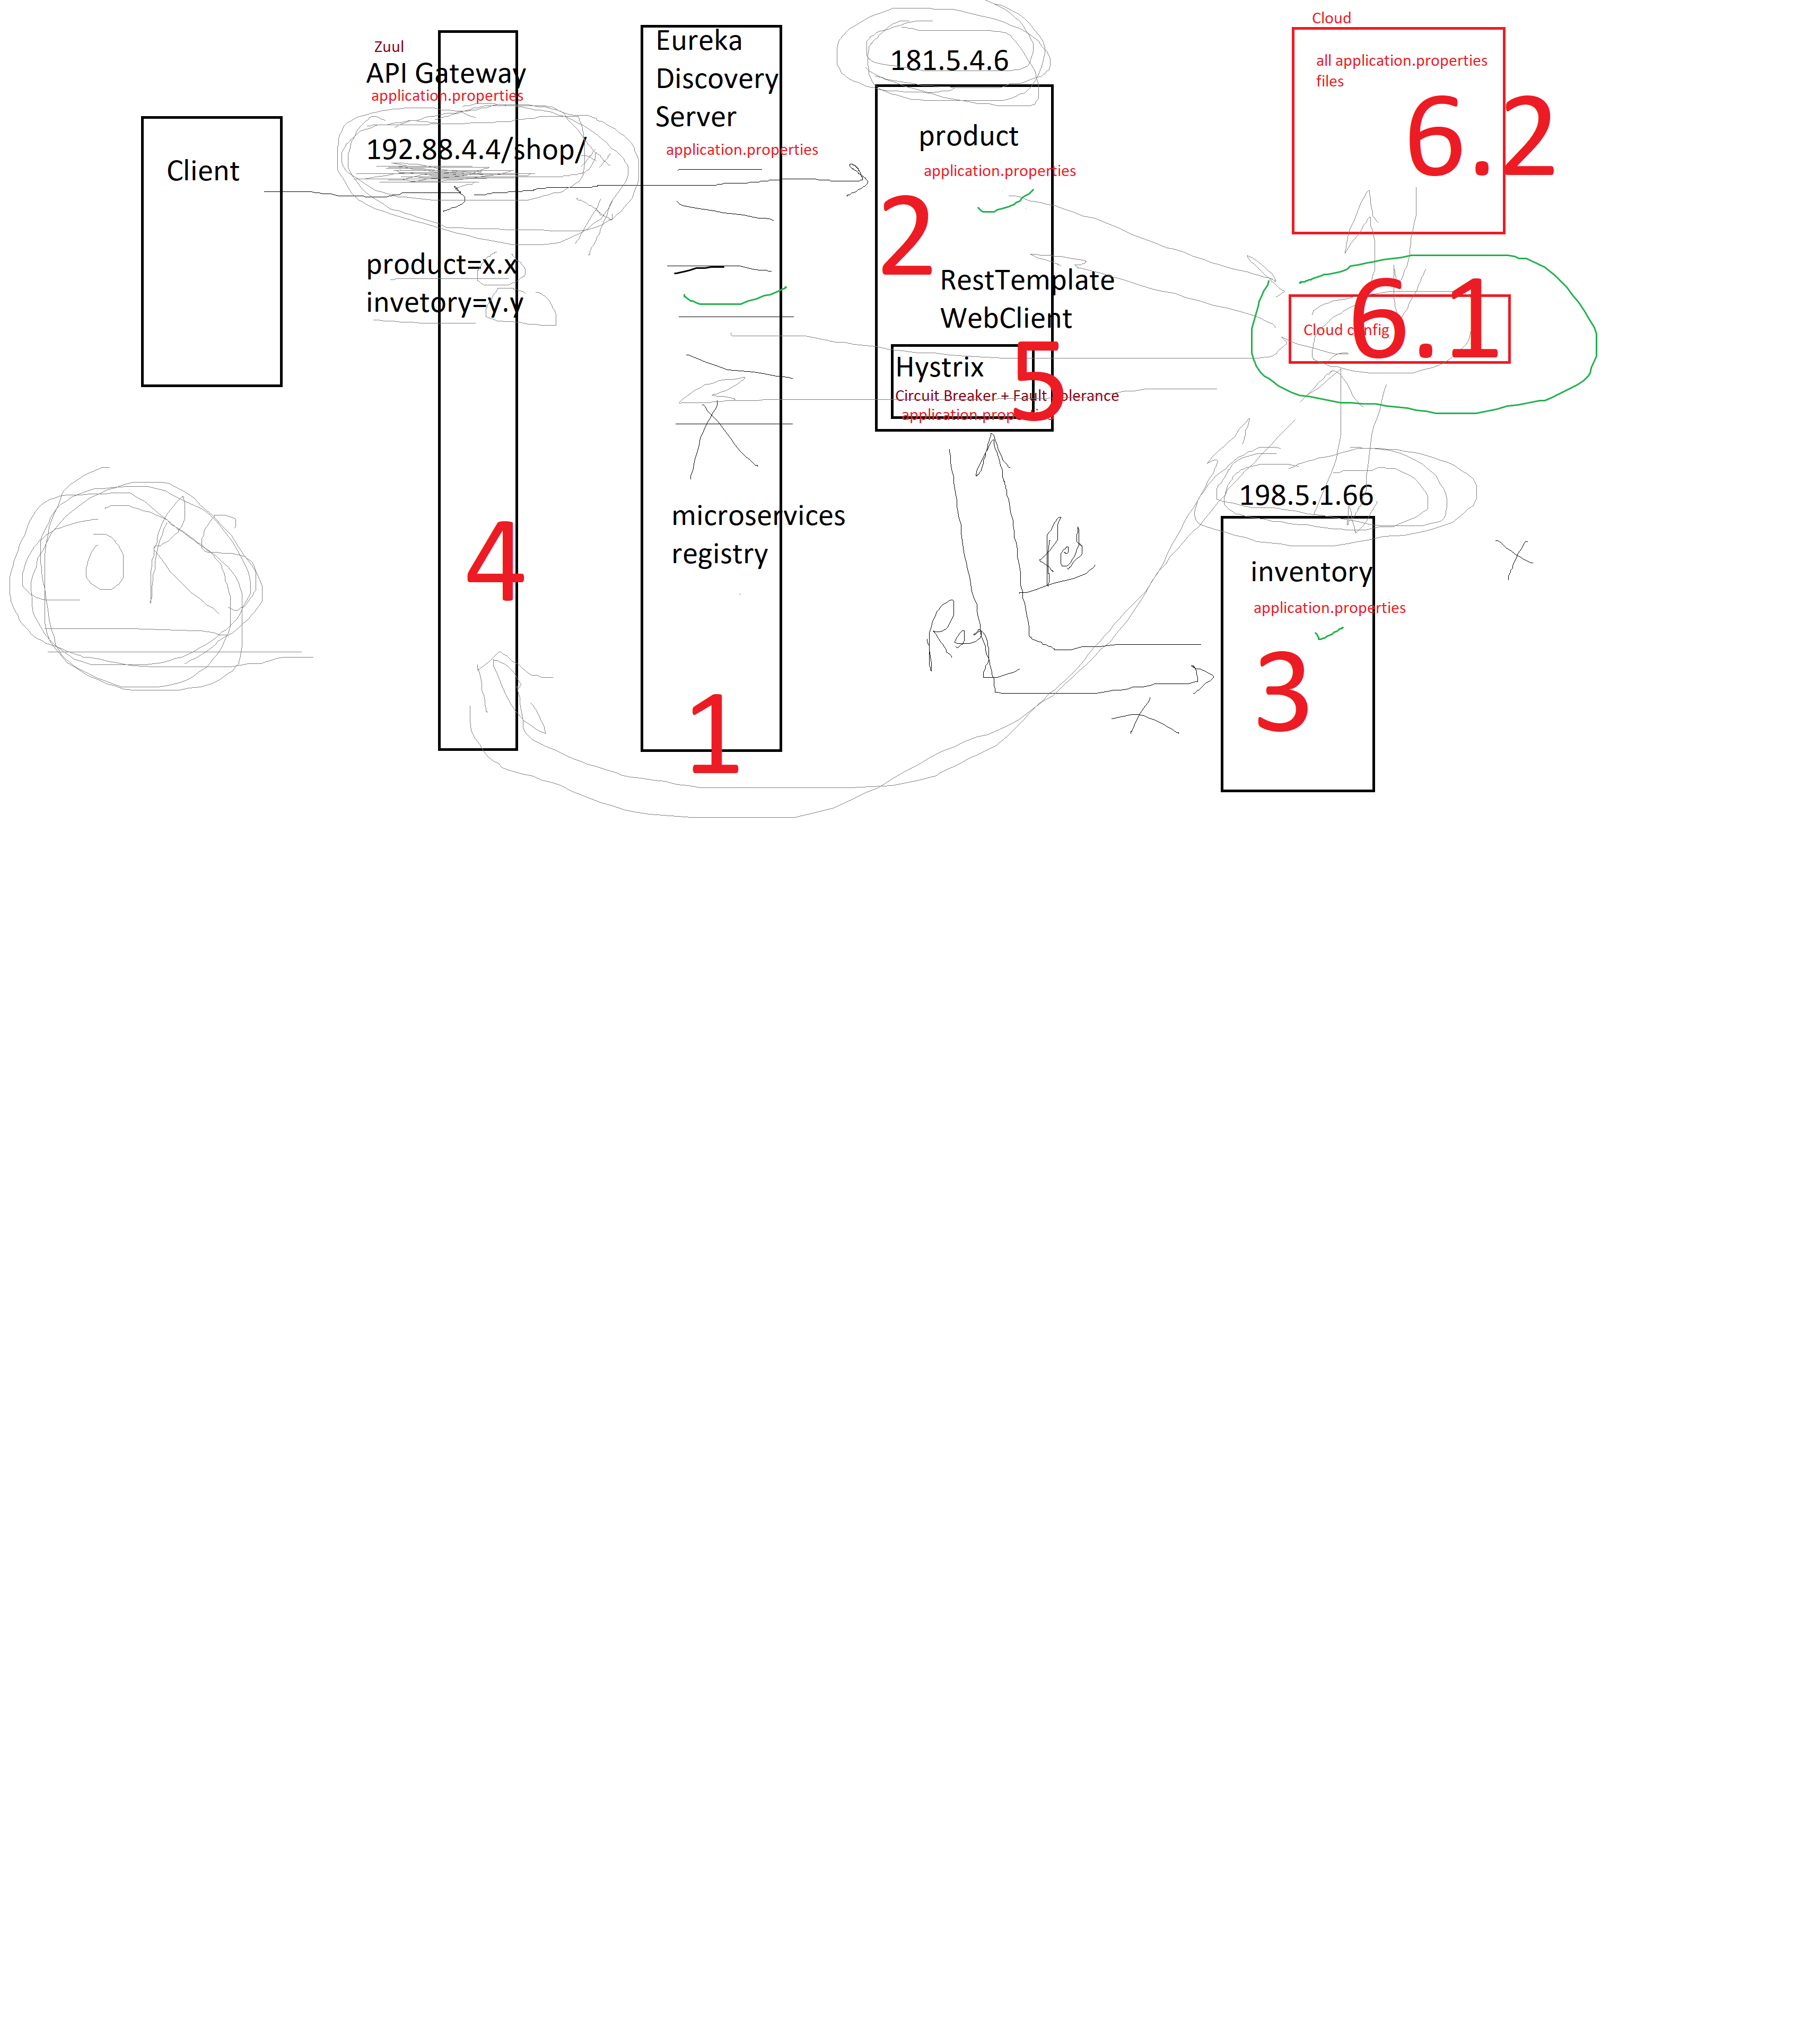 Client
Zuul
API Gateway
application.properties
192.88.4.4/shop/
product=x.x
invetory=y.y
4
Eureka
Discovery
Server
application.properties
microservices
registry
1
181.5.4.6
product
application.properties
2
RestTemplate
WebClient
Hystrix
5
Circuit Breaker + Fault Tolerance
Cloud
all application.properties
files
6.2
6.1
Cloud config
198.5.1.66
inventory
application.properties
3